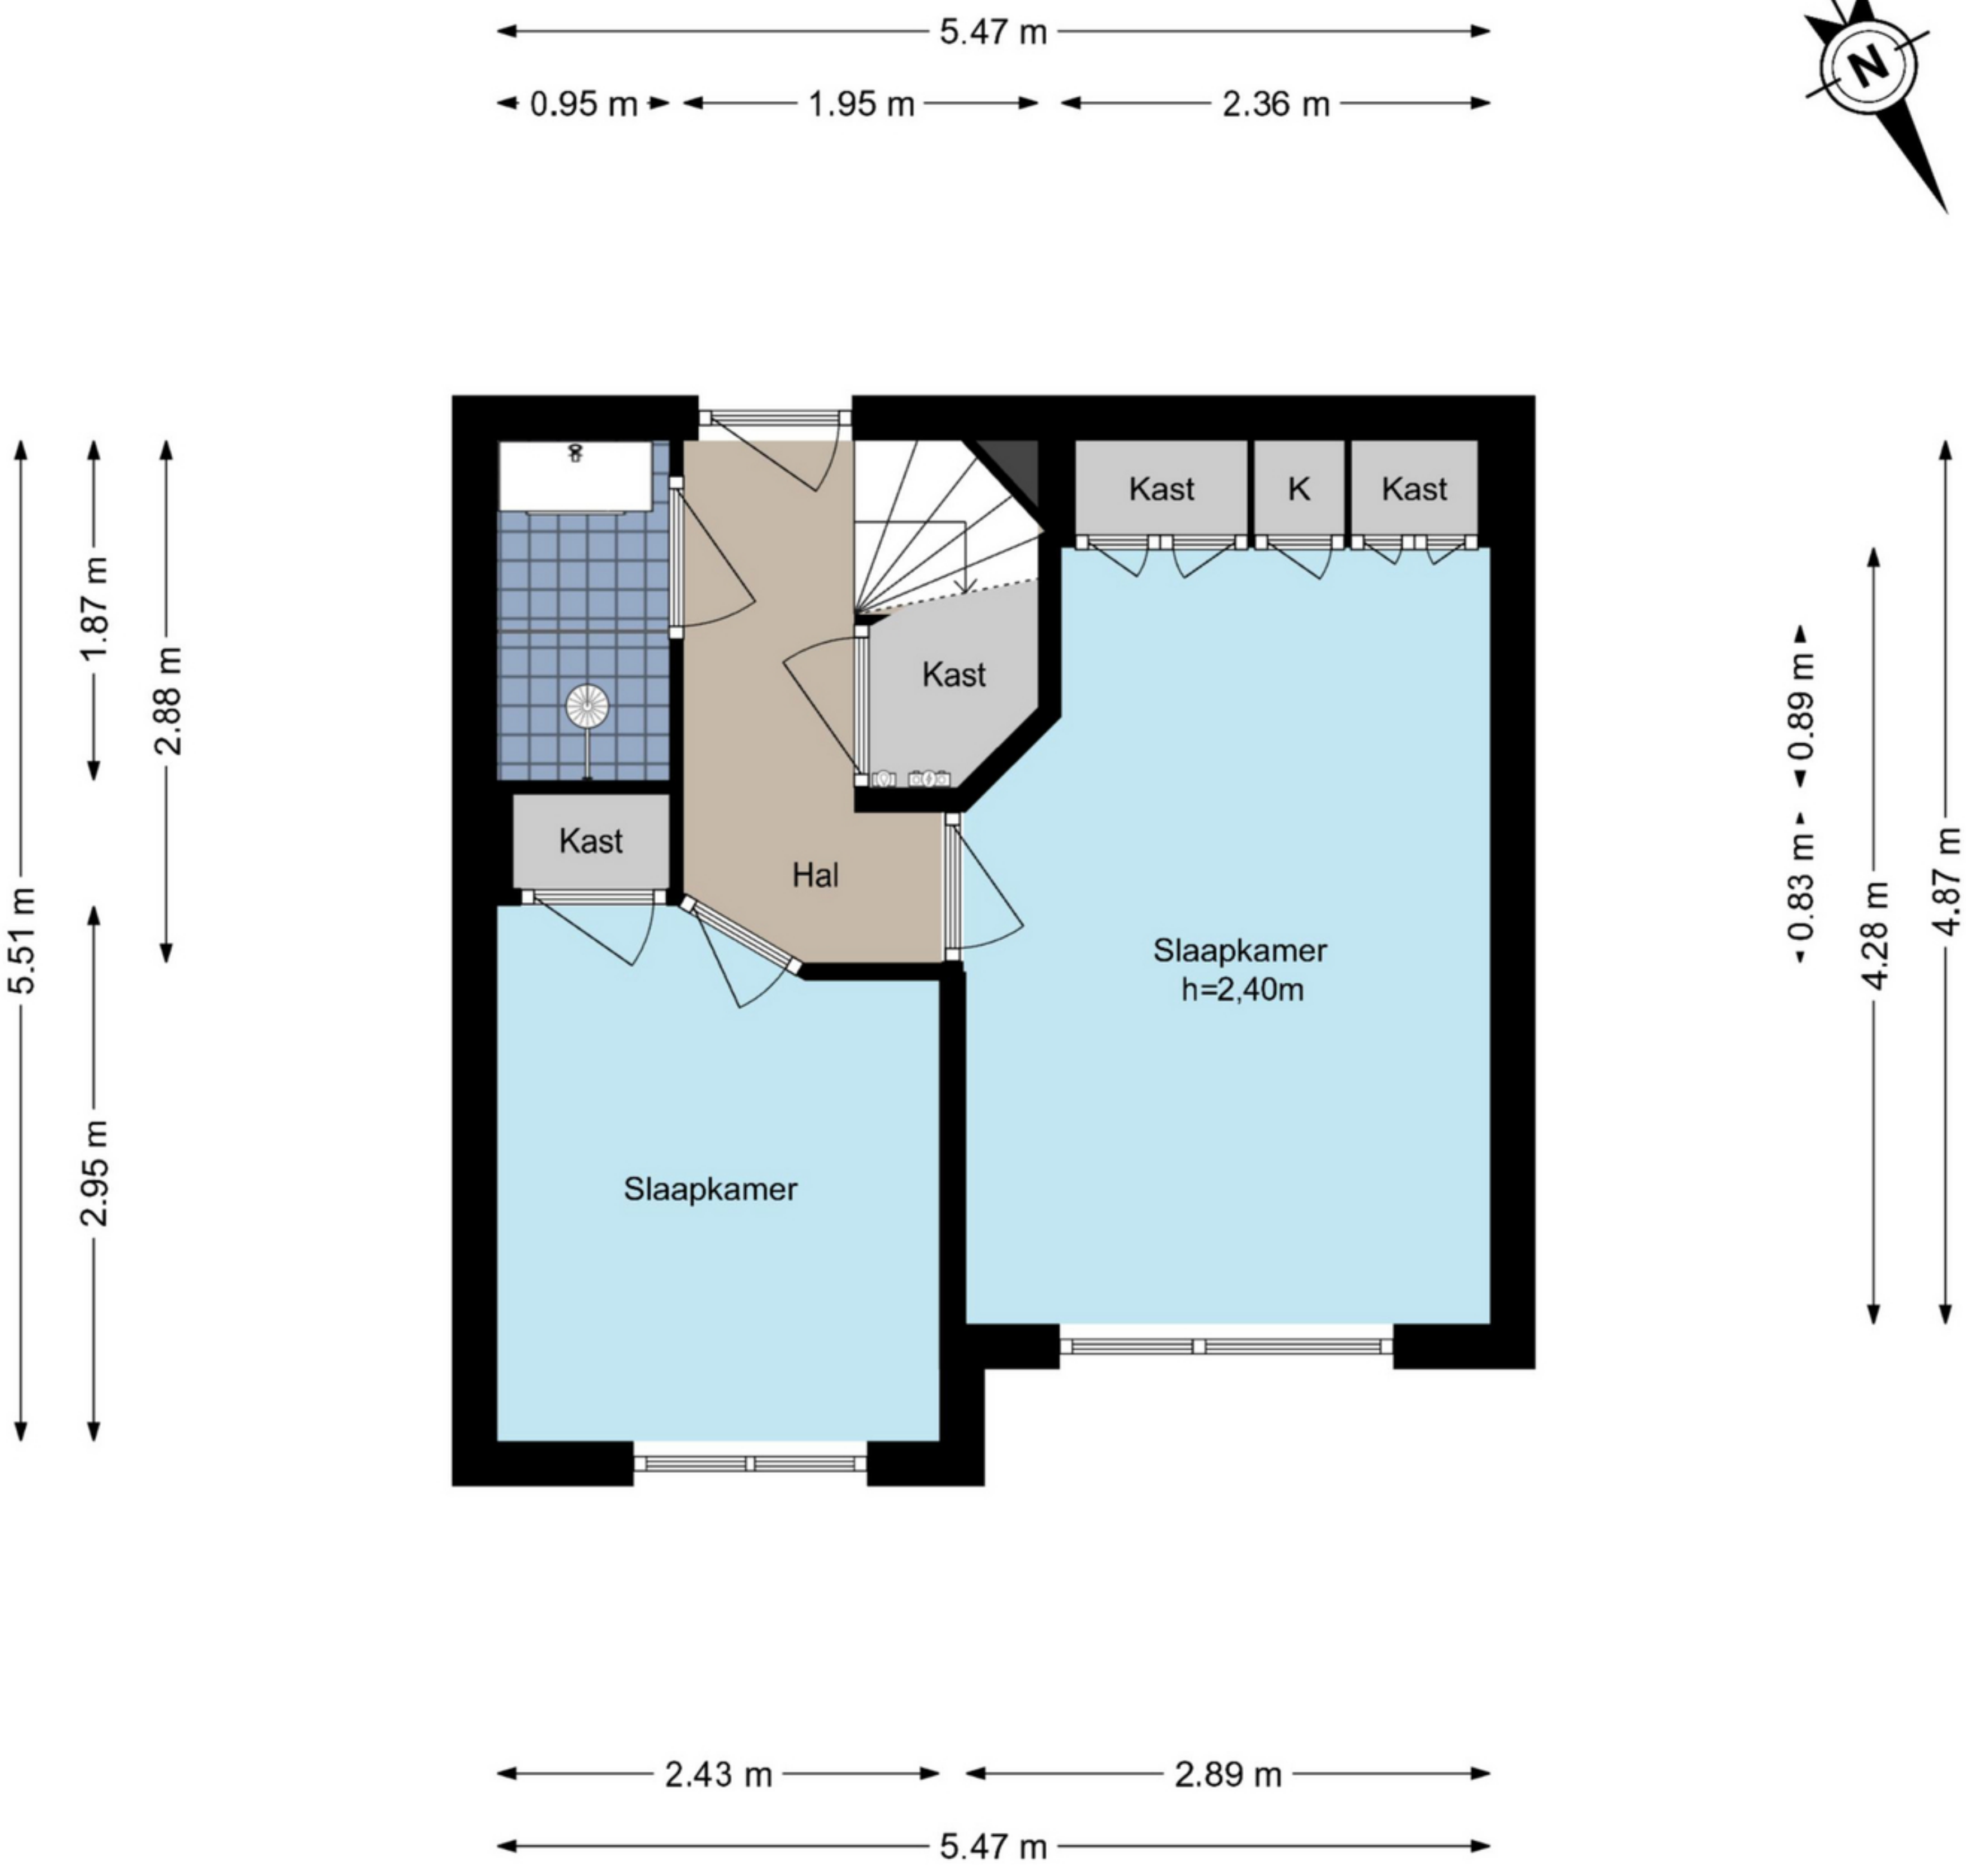 5.47 m
0.95 m
1.95 m
2.36 m
N
Kast
K
Kast
1.87 m
2.88 m
Kast
0.89 m
Kast
Hal
0.83 m
4.87 m
5.51 m
4.28 m
Slaapkamer
h=2,40m
2.95 m
Slaapkamer
2.43 m
2.89 m
5.47 m